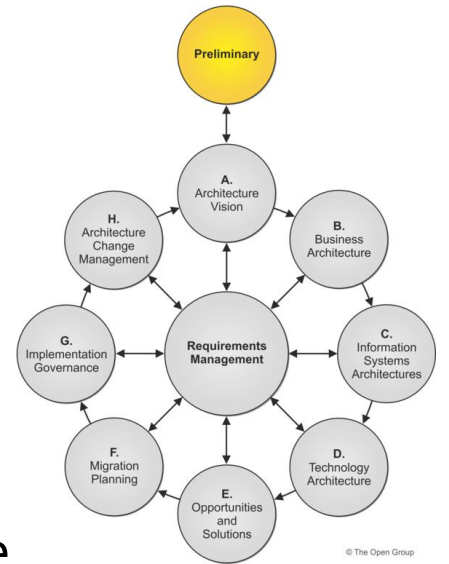 Preliminary
A.
Architecture
Vision
H.
Architecture
Change
Management
B.
Business
Architecture
G.
Implementation
Governance
Requirements
Management
C.
Information
Systems
Architectures
F.
Migration
Planning
D.
Technology
Architecture
E.
Opportunities
and
Solutions
© The Open Group